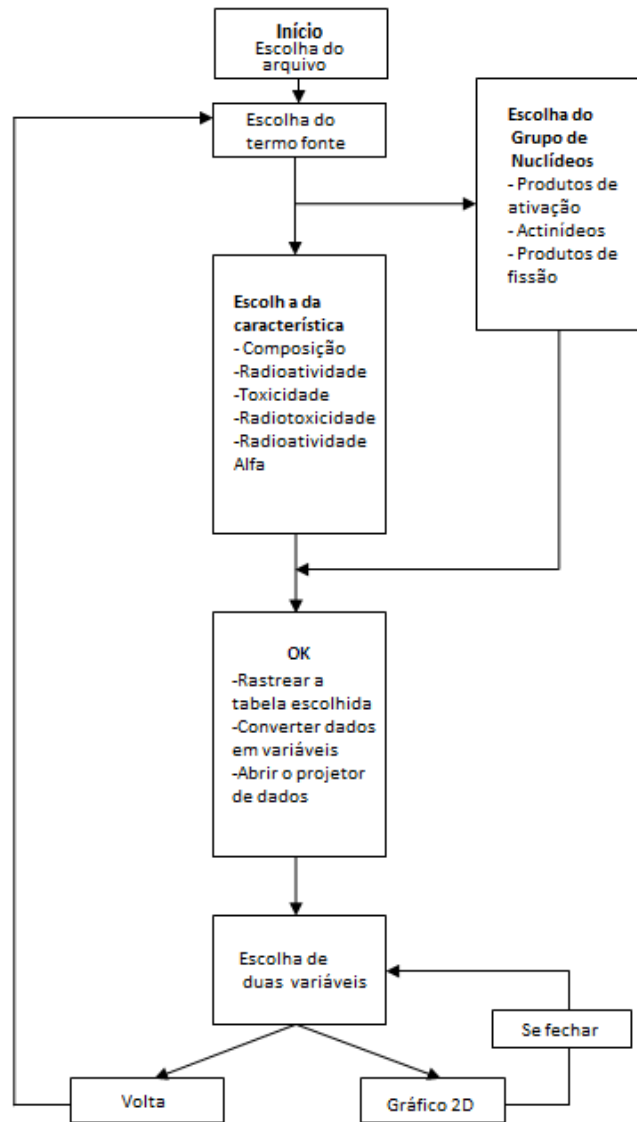 Início
Escolha do
arquivo
Escolha do
termo fonte
Escolha do
Grupo de
Nuclídeos
- Produtos de
ativação
- Actinídeos
- Produtos de
fissão
Escolh a da
característica
- Composição
-Radioatividade
-Toxicidade
-Radiotoxicidade
-Radioatividade
Alfa
OK
-Rastrear a
tabela escolhida
-Converter dados
em variáveis
-Abrir o projetor
de dados
Escolha de
duas variáveis
Se fechar
Volta
Gráfico 2D